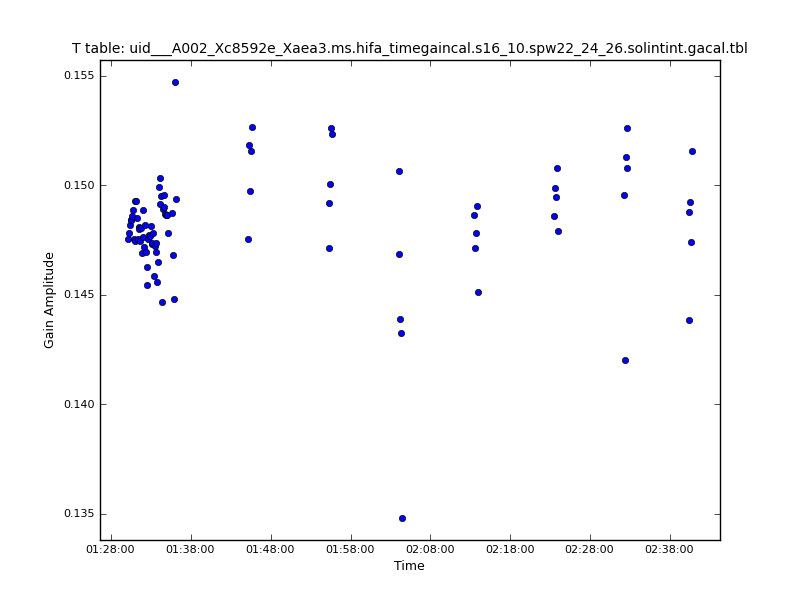 T table: uid___A002_Xc8592e_Xaea3.ms.hifa_timegaincal.s16_10.spw22_24_26.solintint.gacal.tbl
0.155
0.150
0.145
0.140
0.135
Gain Amplitude
01:28:00 01:38:00 01:48:00 01:58:00 02:08:00 02:18:00 02:28:00 02:38:00
Time